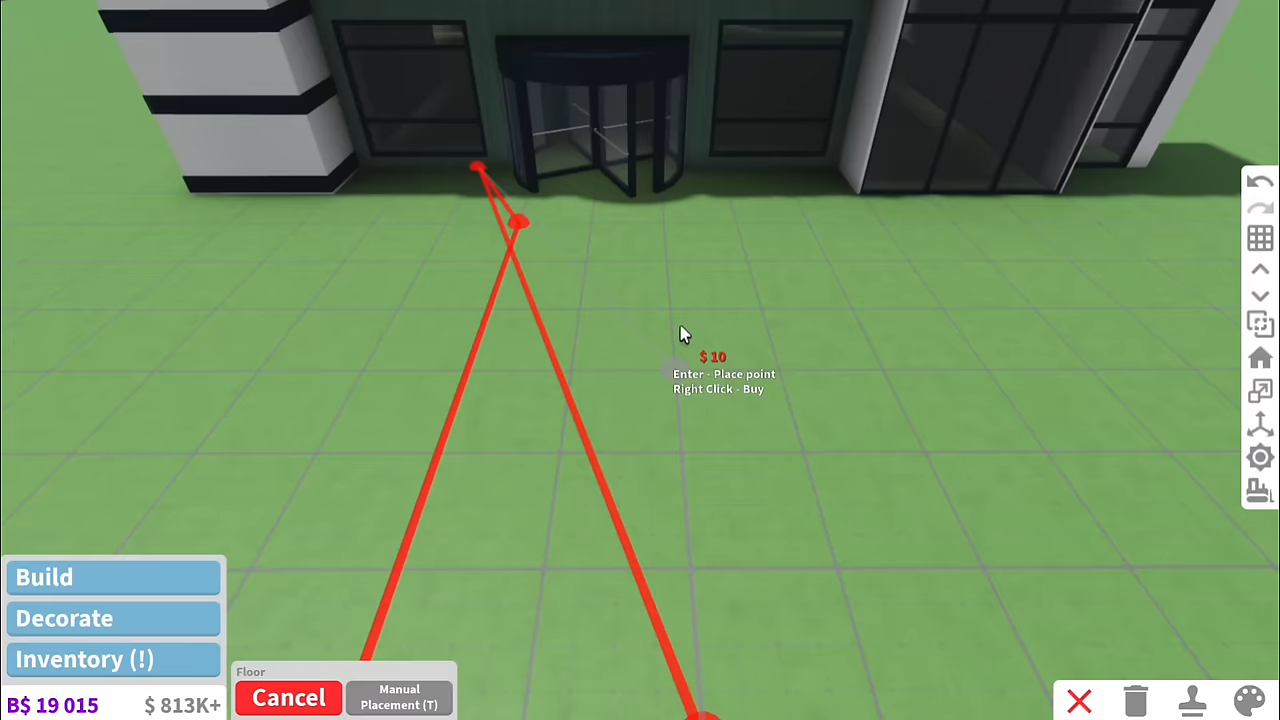 $ 10
Enter - Place point
Right Click - Buy
Build
Decorate
Inventory (!)
B$ 19 015
$ 813K+
Floor
Cancel
Manual
Placement (T)